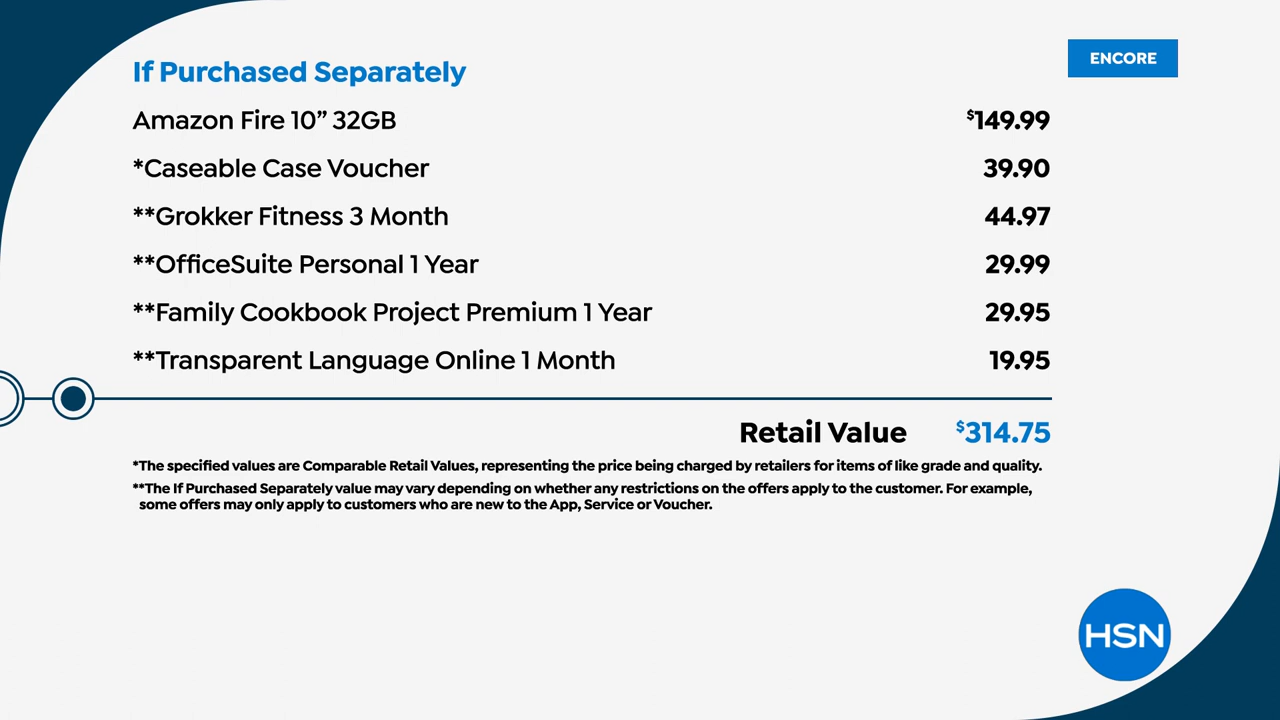 ENCORE
If Purchased Separately
Amazon Fire 10” 32GB $149.99
*Caseable Case Voucher 39.90
**Grokker Fitness 3 Month 44.97
**OfficeSuite Personal 1 Year 29.99
**Family Cookbook Project Premium 1 Year 29.95
**Transparent Language Online 1 Month 19.95
Retail Value $314.75
*The specified values are Comparable Retail Values, representing the price being charged by retailers for items of like grade and quality.
**The If Purchased Separately value may vary depending on whether any restrictions on the offers apply to the customer. For example,
some offers may only apply to customers who are new to the App, Service or Voucher.
HSN